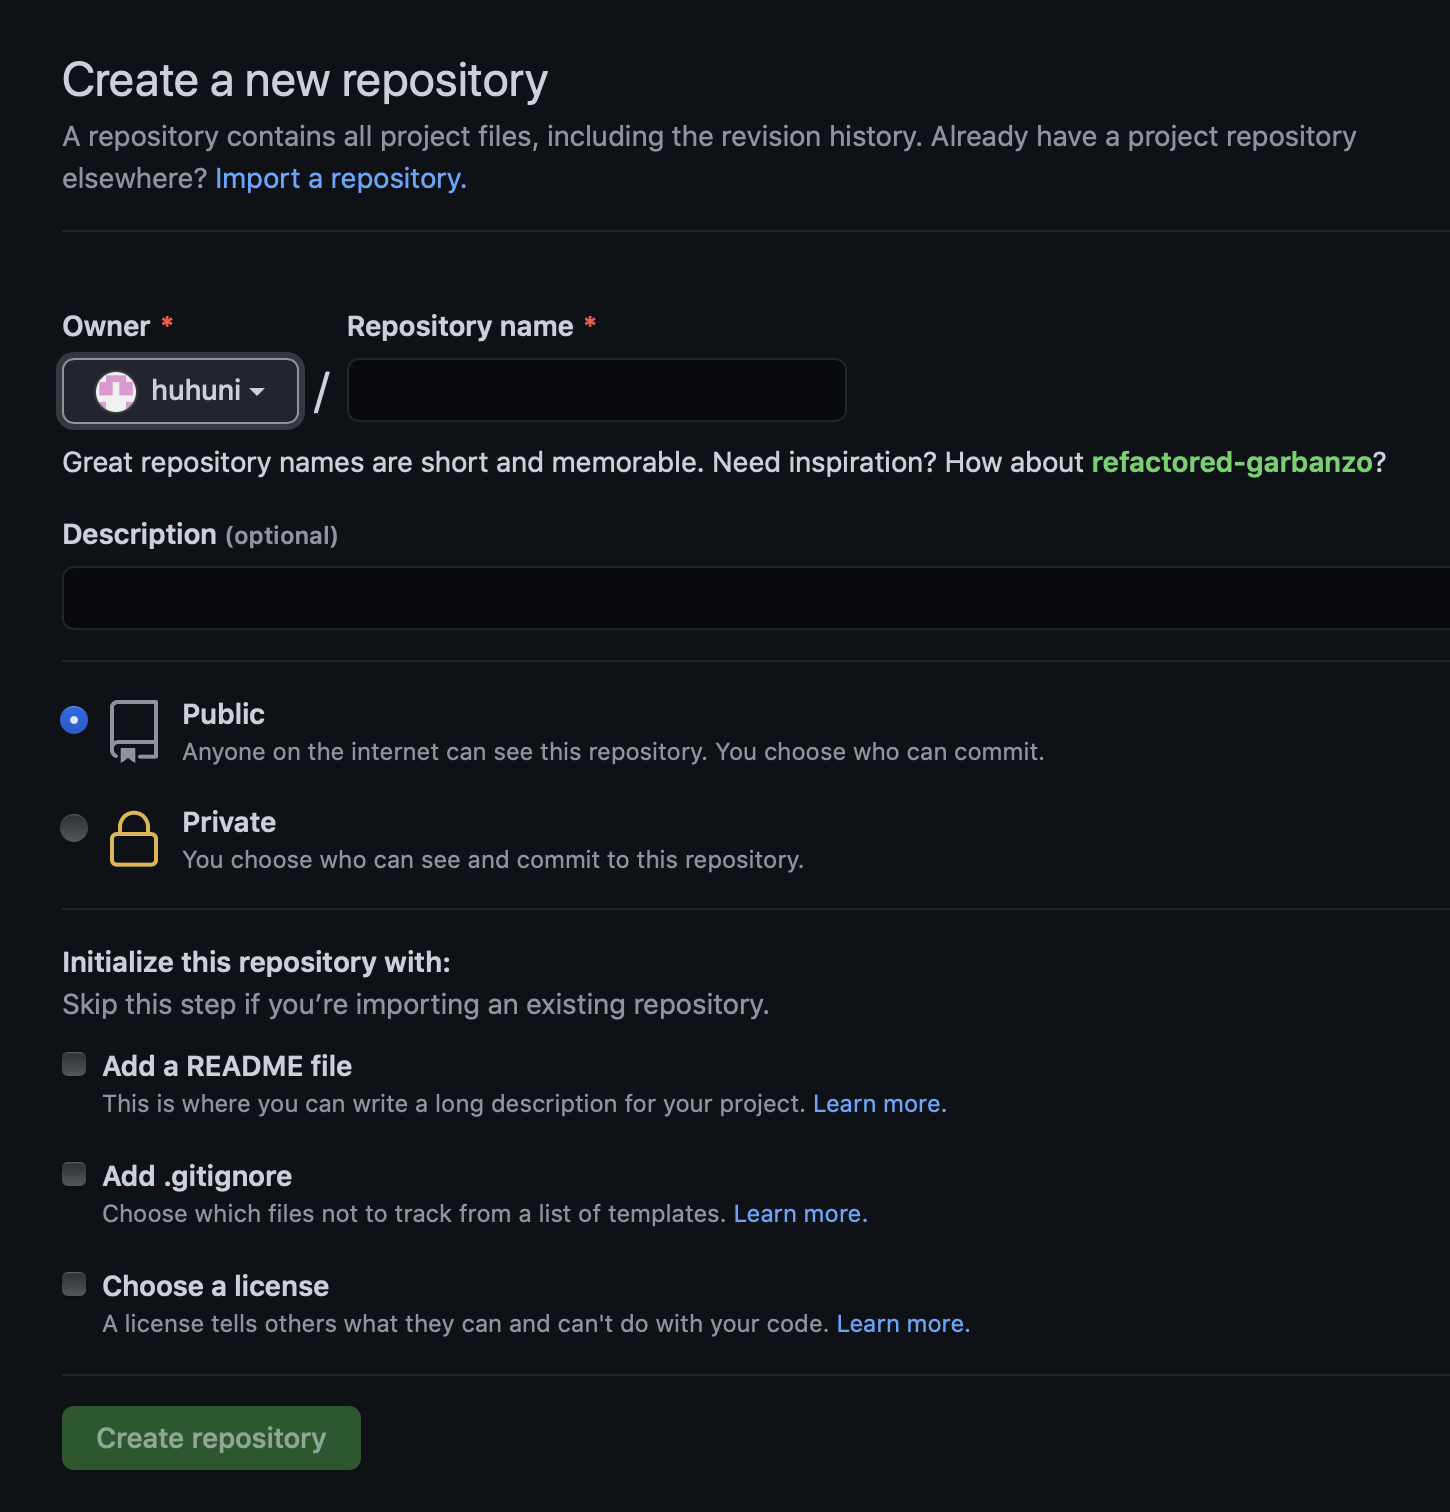 Create a new repository
A repository contains all project files, including the revision history. Already have a project repository
elsewhere? Import a repository.
Owner * Repository name *
huhuni /
Great repository names are short and memorable. Need inspiration? How about refactored-garbanzo?
Description (optional)
Public
Anyone on the internet can see this repository. You choose who can commit.
Private
You choose who can see and commit to this repository.
Initialize this repository with:
Skip this step if you’re importing an existing repository.
Add a README file
This is where you can write a long description for your project. Learn more.
Add .gitignore
Choose which files not to track from a list of templates. Learn more.
Choose a license
A license tells others what they can and can't do with your code. Learn more.
Create repository